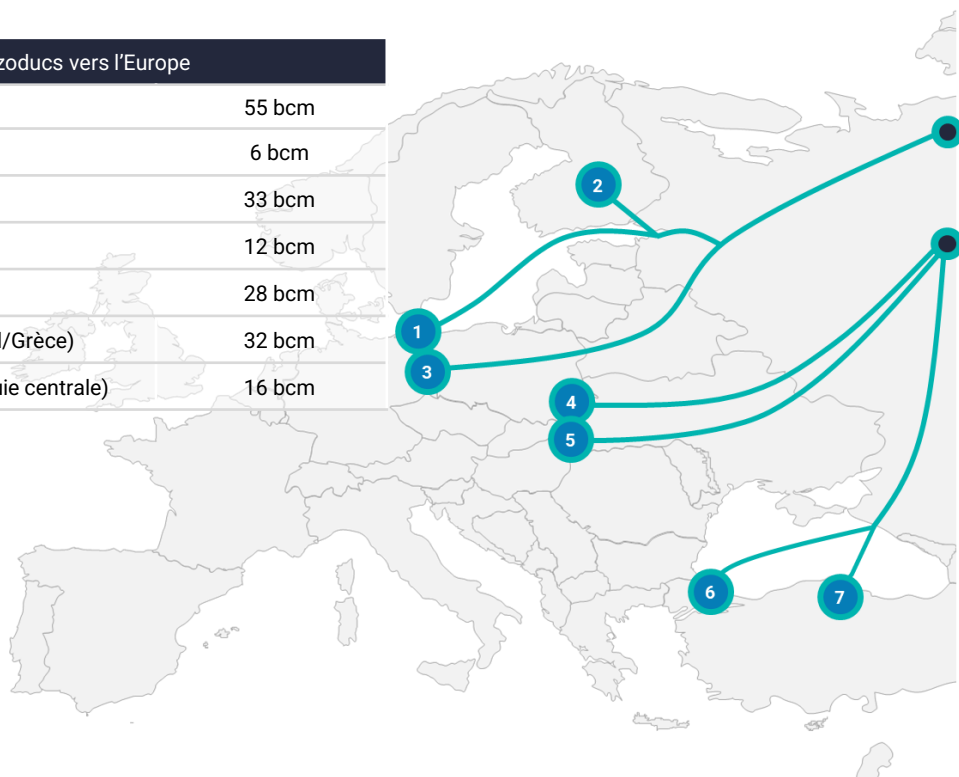 zoducs vers l'Europe
55 bcm
6 bcm
33 bcm
12 bcm
28 bcm
l/Grèce) 32 bcm
uie centrale) 16 bcm
2
1
3
4
5
6
7